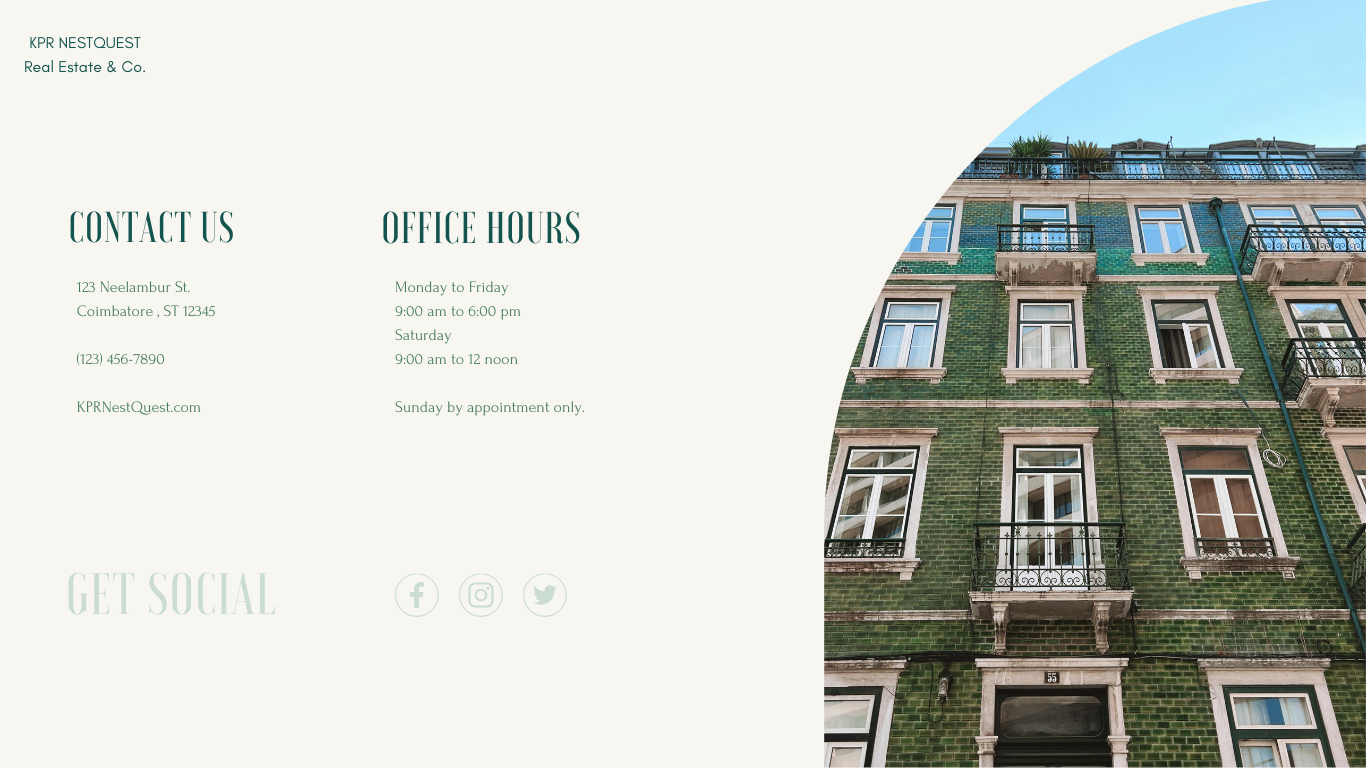 KPR NESTQUEST
Real Estate & Co.
CONTACT US
123 Neelambur St.
Coimbatore , ST 12345
(123) 456-7890
KPRNestQuest.com
OFFICE HOURS
Monday to Friday
9:00 am to 6:00 pm
Saturday
9:00 am to 12 noon
Sunday by appointment only.
GET SOCIAL
55